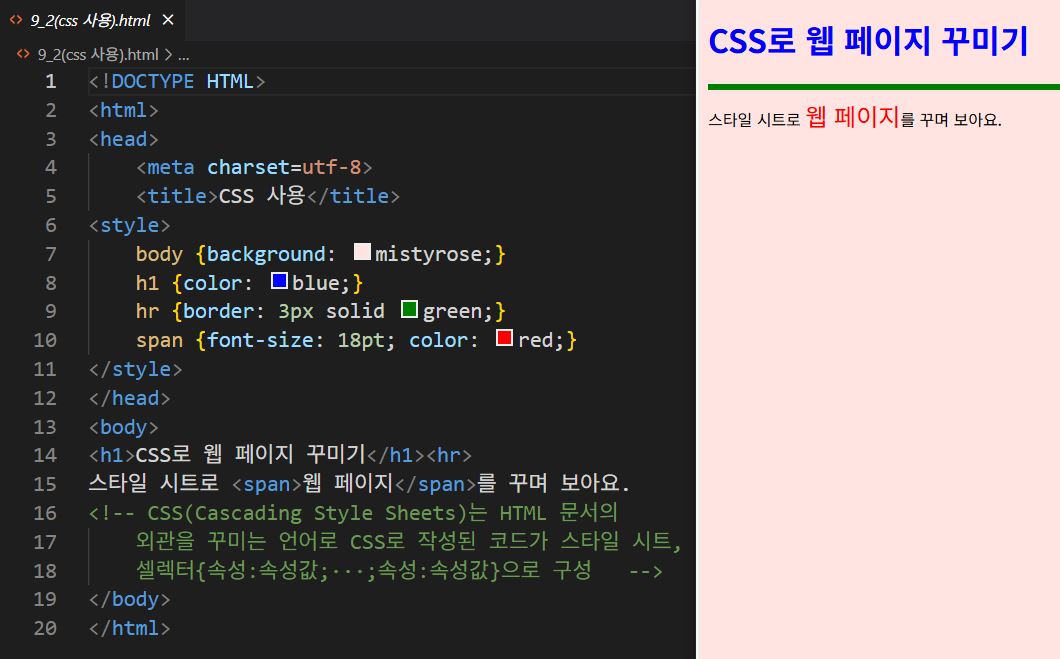 9_2(css 사용).html
9_2(css 사용).html > ...
1 <!DOCTYPE HTML>
2 <html>
3 <head>
4 <meta charset=utf-8>
5 <title>CSS 사용</title>
6 <style>
7 body {background: mistyrose;}
8 h1 {color: blue;}
9 hr {border: 3px solid green;}
10 span {font-size: 18pt; color: red;}
11 </style>
12 </head>
13 <body>
14 <h1>CSS로 웹 페이지 꾸미기</h1><hr>
15 스타일 시트로 <span>웹 페이지</span>를 꾸며 보아요.
16 <!-- CSS(Cascading Style Sheets)는 HTML 문서의
17 외관을 꾸미는 언어로 CSS로 작성된 코드가 스타일 시트,
18 셀렉터{속성:속성값;···;속성:속성값}으로 구성 -->
19 </body>
20 </html>
CSS로 웹 페이지 꾸미기
스타일 시트로 웹 페이지를 꾸며 보아요.